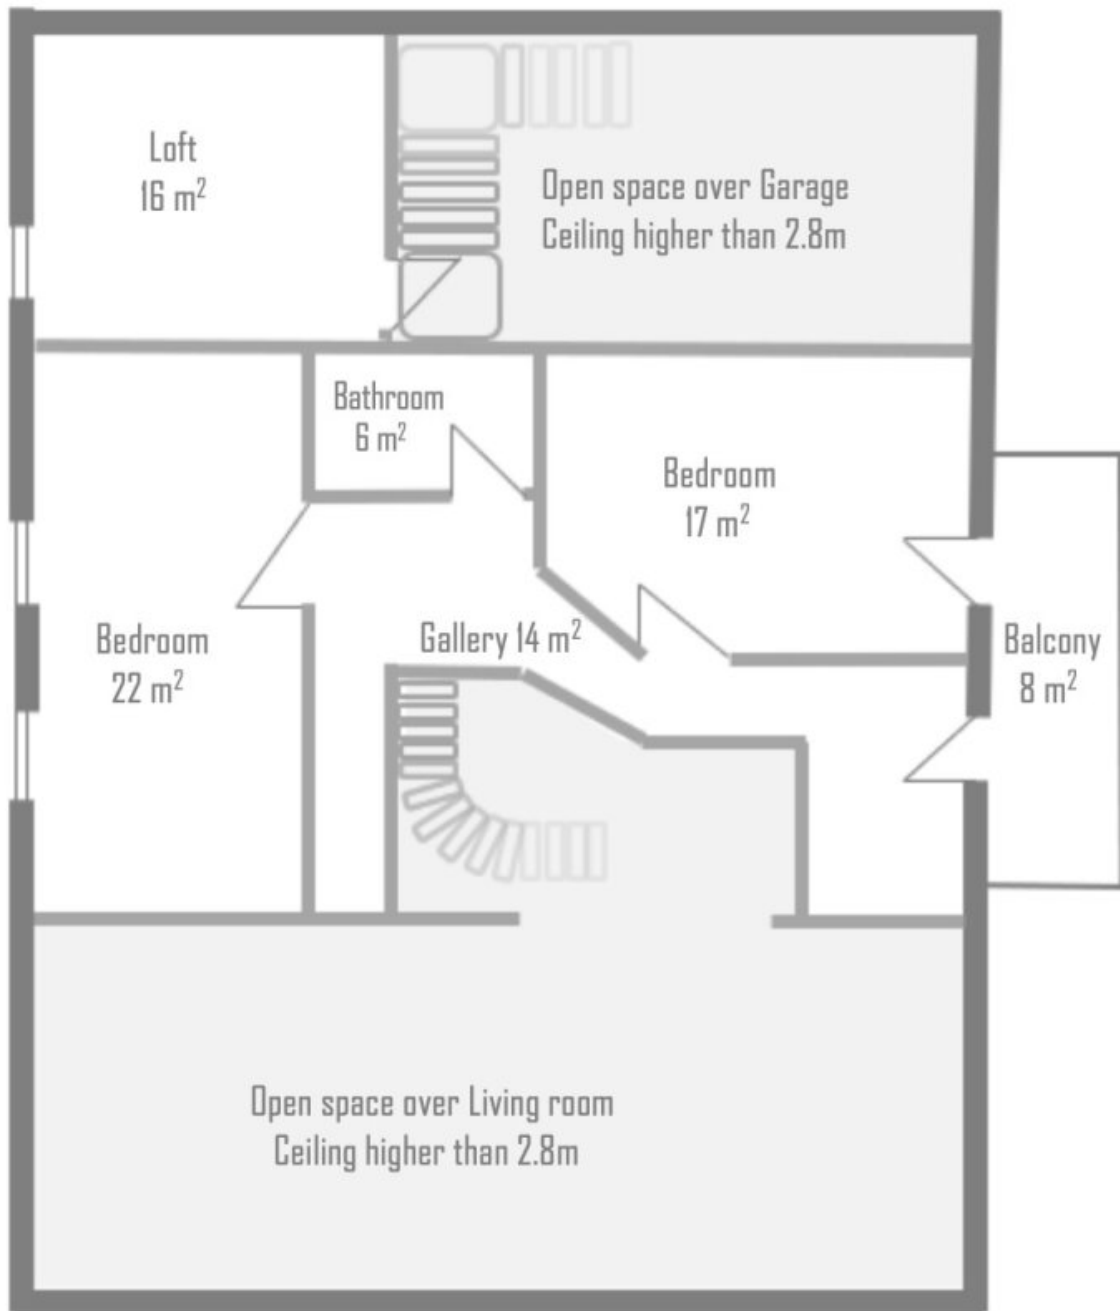 Loft
16 m²
Open space over Garage
Ceiling higher than 2.8m
Bathroom
6 m²
Bedroom
17 m²
Gallery 14 m²
Bedroom
22 m²
Balcony
8 m²
Open space over Living room
Ceiling higher than 2.8m